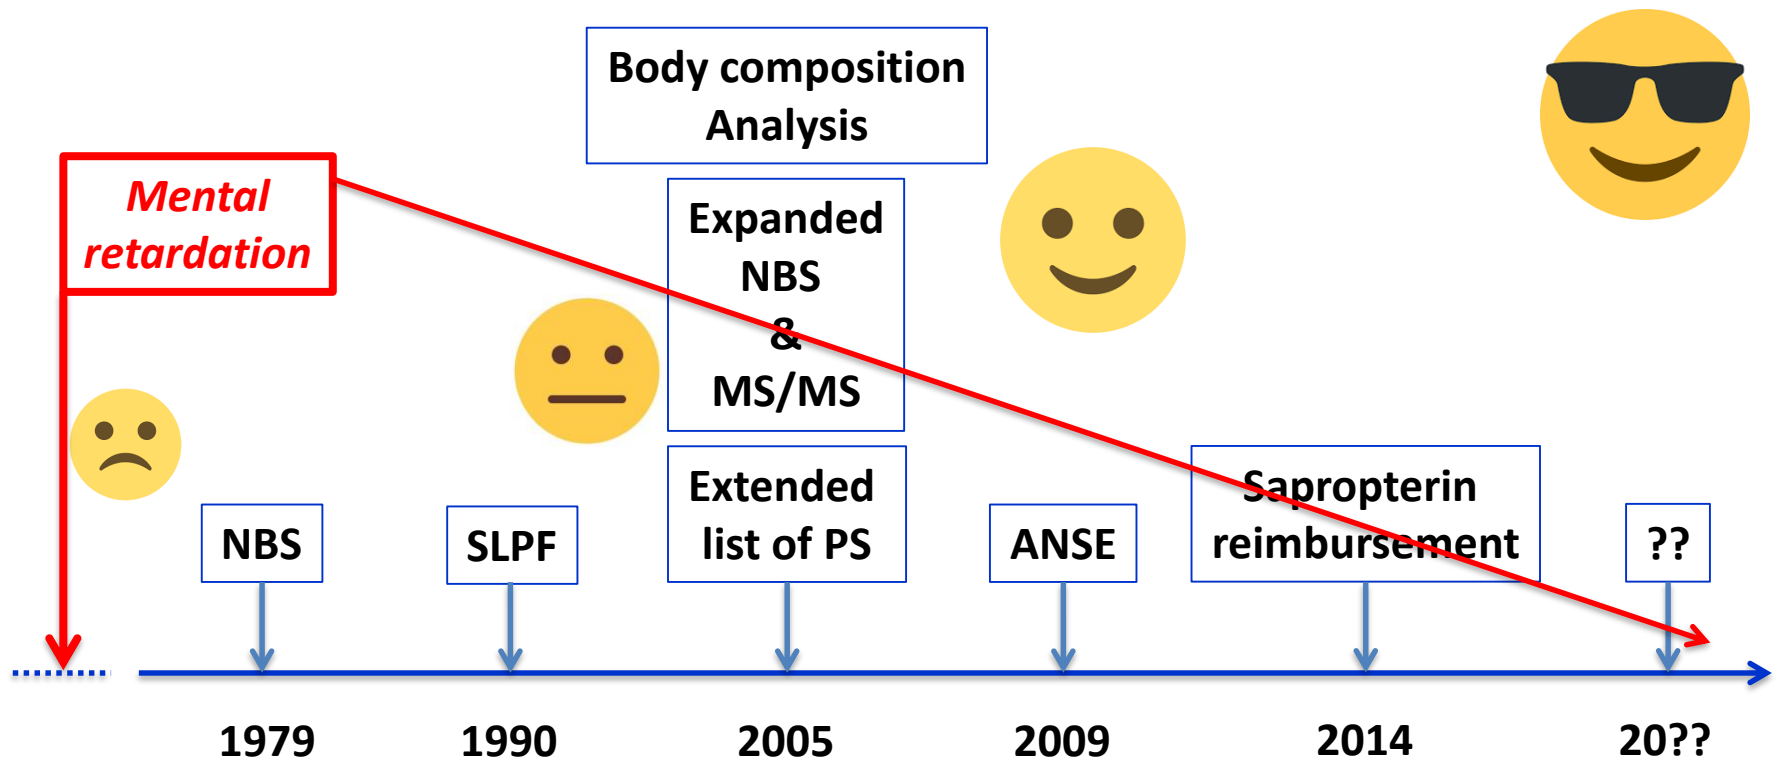 Body composition
Analysis
Mental
retardation
Expanded
NBS
&
MS/MS
Extended
list of PS
Sapropterin
reimbursement
NBS
SLPF
ANSE
??
1979
1990
2005
2009
2014
20??